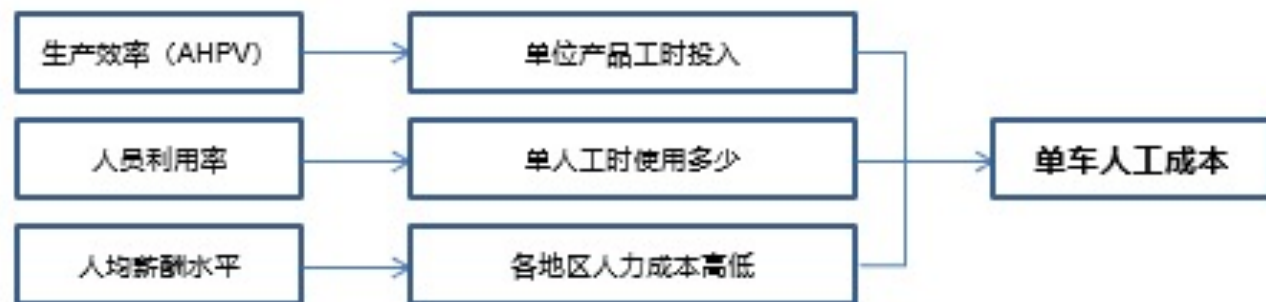 生产效率（AHPV）
单位产品工时投入
人员利用率
单人工时使用多少
单车人工成本
人均薪酬水平
各地区人力成本高低